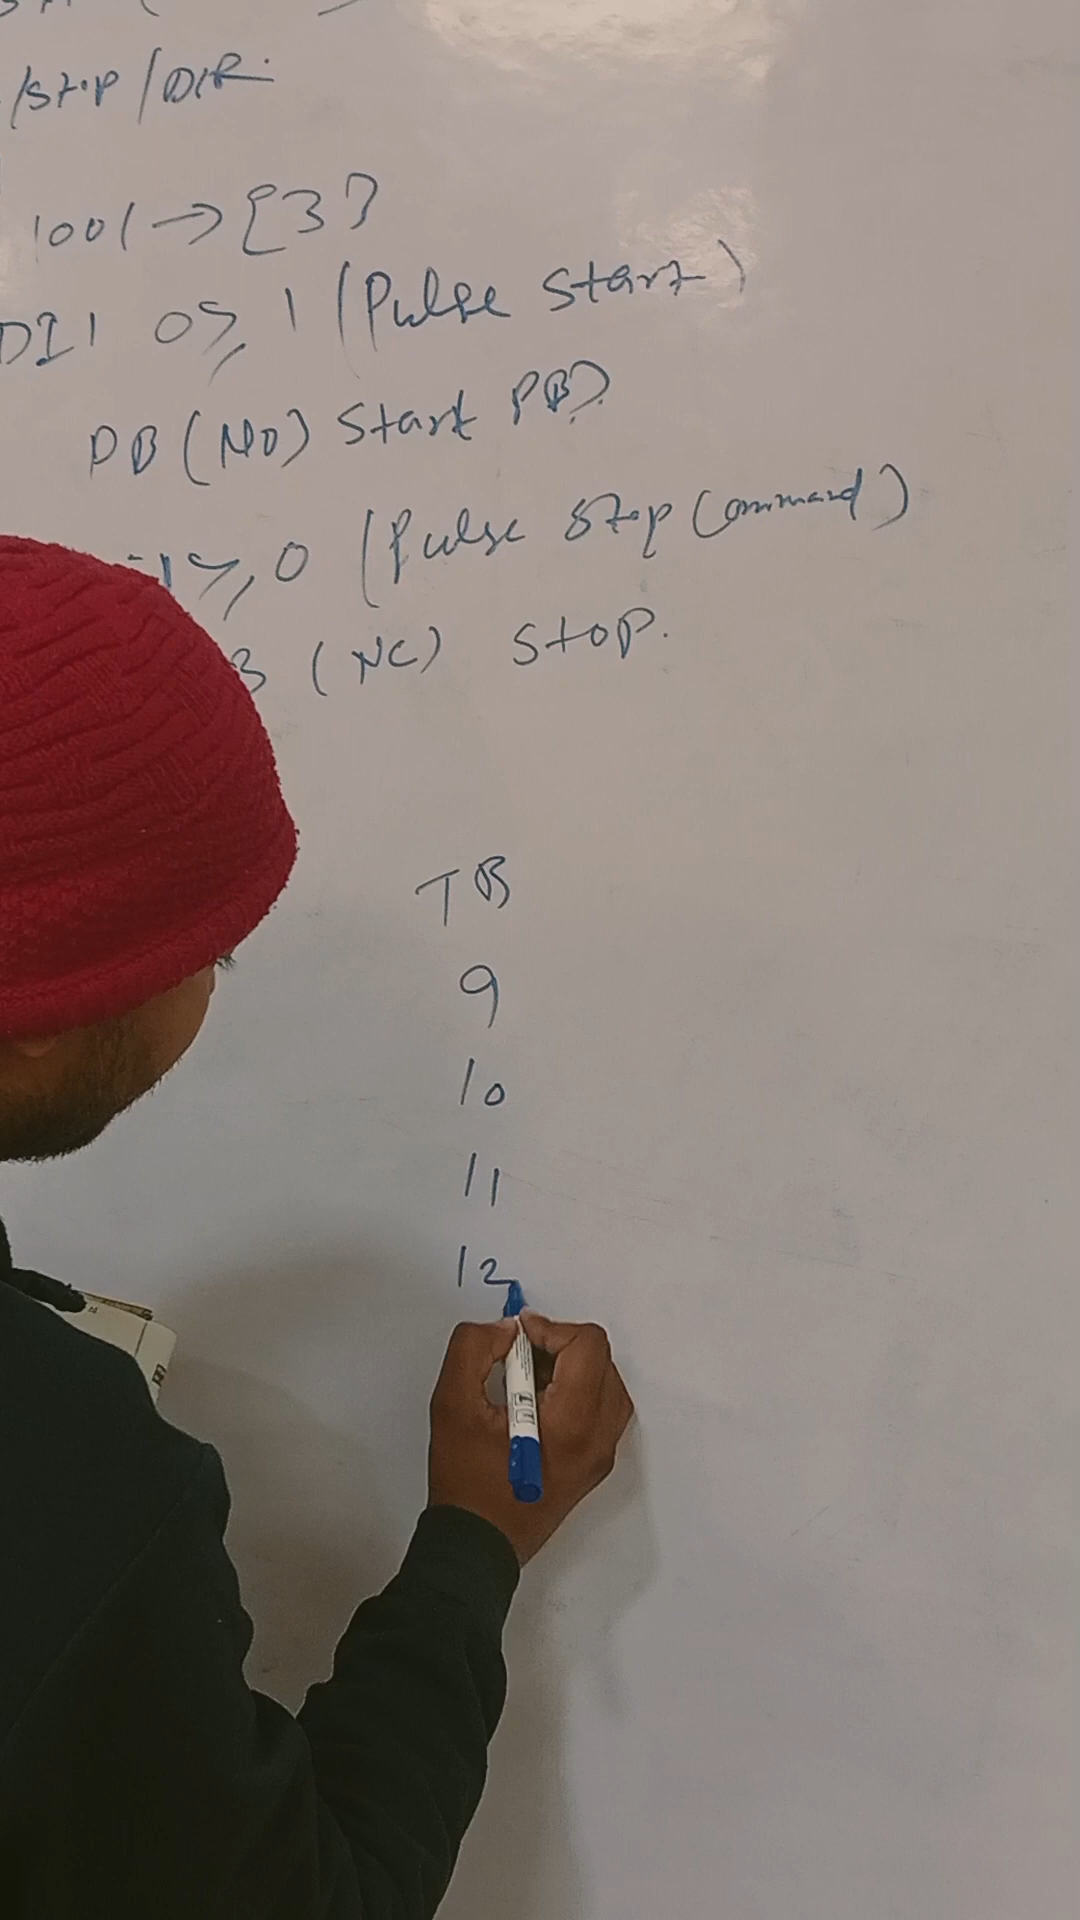 /stop/DIR.
1001 → [3]
DI1 0>,1 (Pulse Start)
PB (NO) Start PB)
1>,0 (Pulse Stop Command)
(NC) Stop.
TB
9
10
11
12